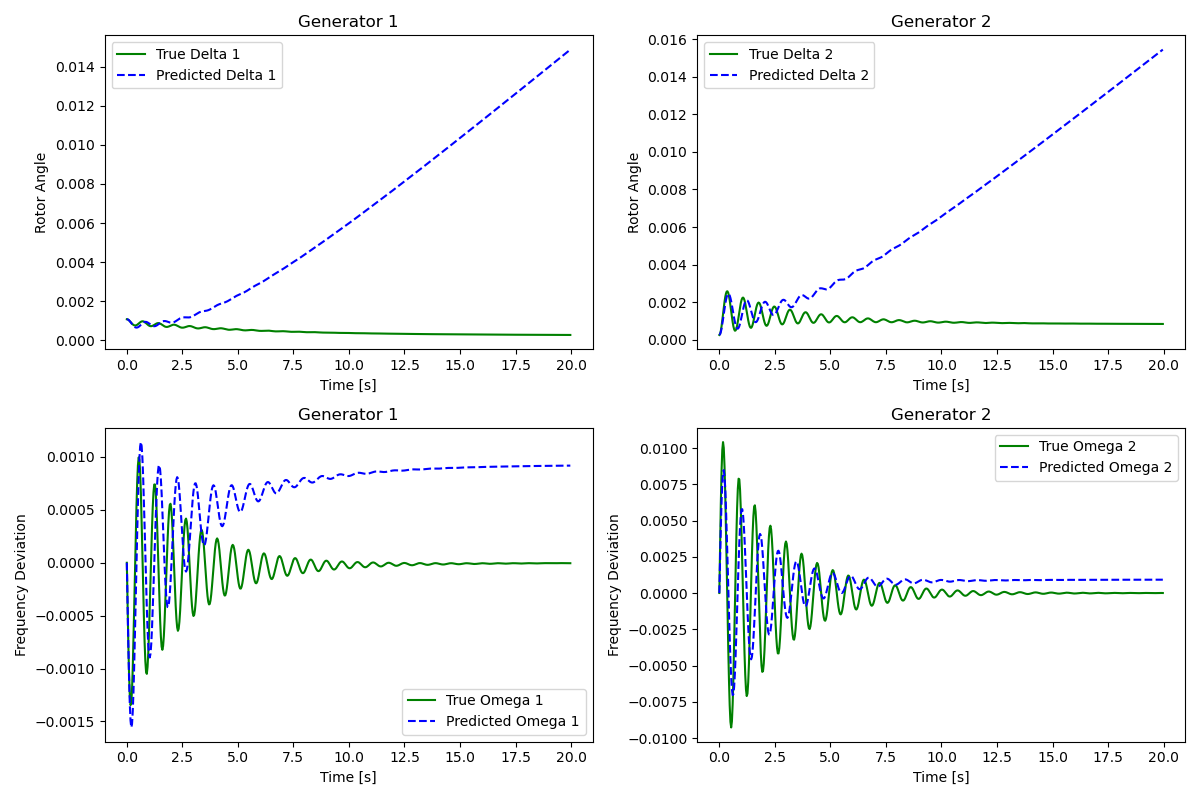 Generator 1
True Delta 1
Predicted Delta 1
Rotor Angle
0.014
0.012
0.010
0.008
0.006
0.004
0.002
0.000
0.0 2.5 5.0 7.5 10.0 12.5 15.0 17.5 20.0
Time [s]
Generator 2
True Delta 2
Predicted Delta 2
Rotor Angle
0.016
0.014
0.012
0.010
0.008
0.006
0.004
0.002
0.000
0.0 2.5 5.0 7.5 10.0 12.5 15.0 17.5 20.0
Time [s]
Generator 1
Frequency Deviation
0.0010
0.0005
0.0000
−0.0005
−0.0010
−0.0015
True Omega 1
Predicted Omega 1
0.0 2.5 5.0 7.5 10.0 12.5 15.0 17.5 20.0
Time [s]
Generator 2
True Omega 2
Predicted Omega 2
Frequency Deviation
0.0100
0.0075
0.0050
0.0025
0.0000
−0.0025
−0.0050
−0.0075
−0.0100
0.0 2.5 5.0 7.5 10.0 12.5 15.0 17.5 20.0
Time [s]